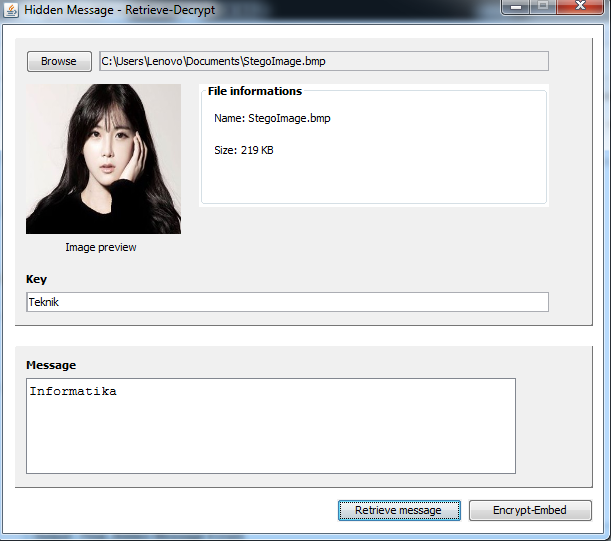 Hidden Message - Retrieve-Decrypt
Browse
C:\Users\Lenovo\Documents\StegoImage.bmp
File informations
Name: StegoImage.bmp
Size: 219 KB
Image preview
Key
Teknik
Message
Informatika
Retrieve message
Encrypt-Embed